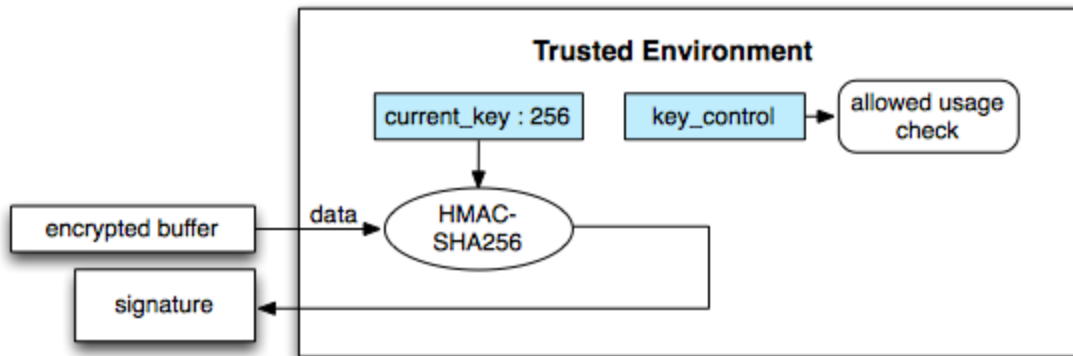 Trusted Environment
current_key : 256
key_control
allowed usage
check
data
HMAC-
SHA256
encrypted buffer
signature